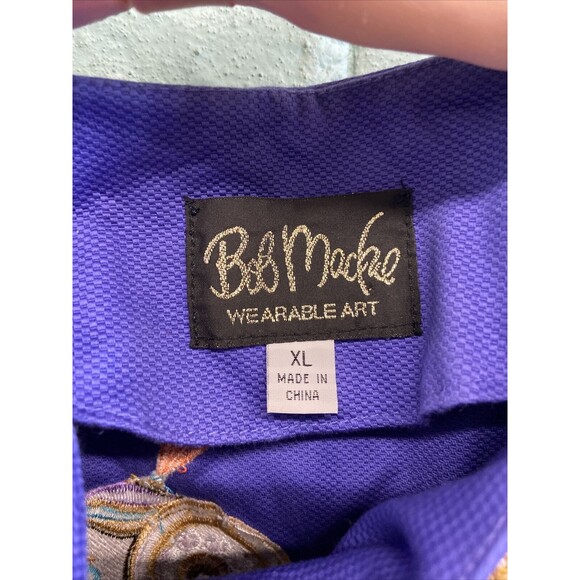 Bob Mackie
WEARABLE ART
XL
MADE IN
CHINA